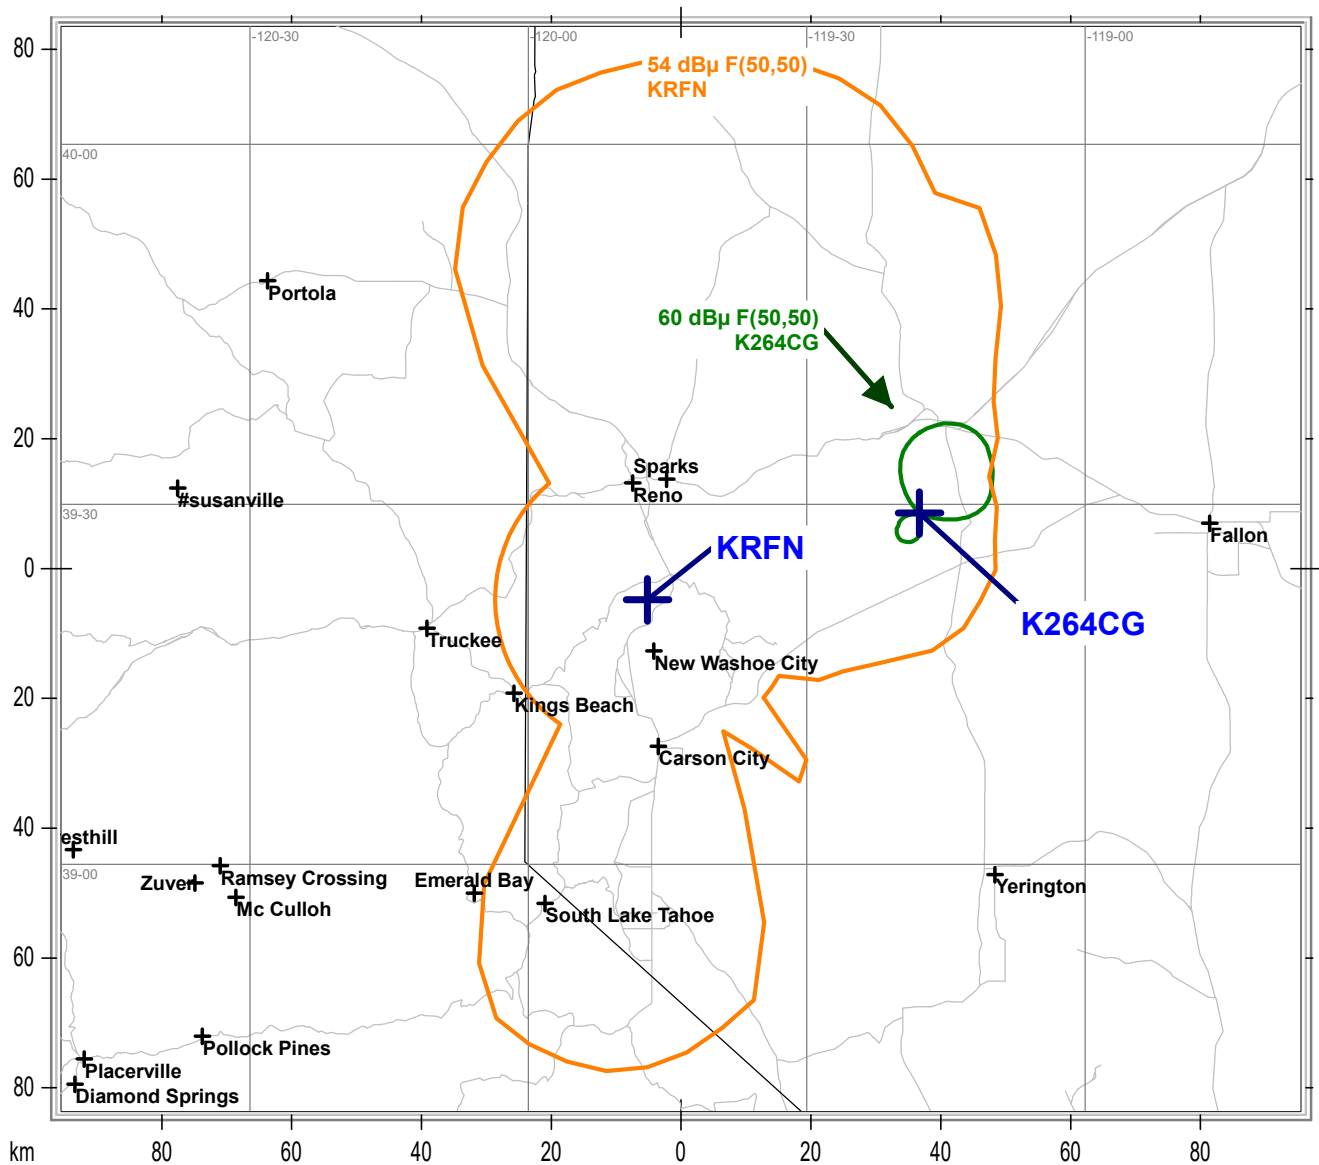 80
-120-30
-120-00
-119-30
-119-00
54 dBµ F(50,50)
KRFN
40-00
60
Portola
40
60 dBµ F(50,50)
K264CG
20
Sparks
Reno
#susanville
39-30
Fallon
KRFN
0
K264CG
Truckee
New Washoe City
Kings Beach
20
Carson City
40
esthill
39-00
Zuver
Ramsey Crossing
Emerald Bay
Yerington
Mc Culloh
South Lake Tahoe
60
Pollock Pines
Placerville
80
Diamond Springs
km
80
60
40
20
0
20
40
60
80